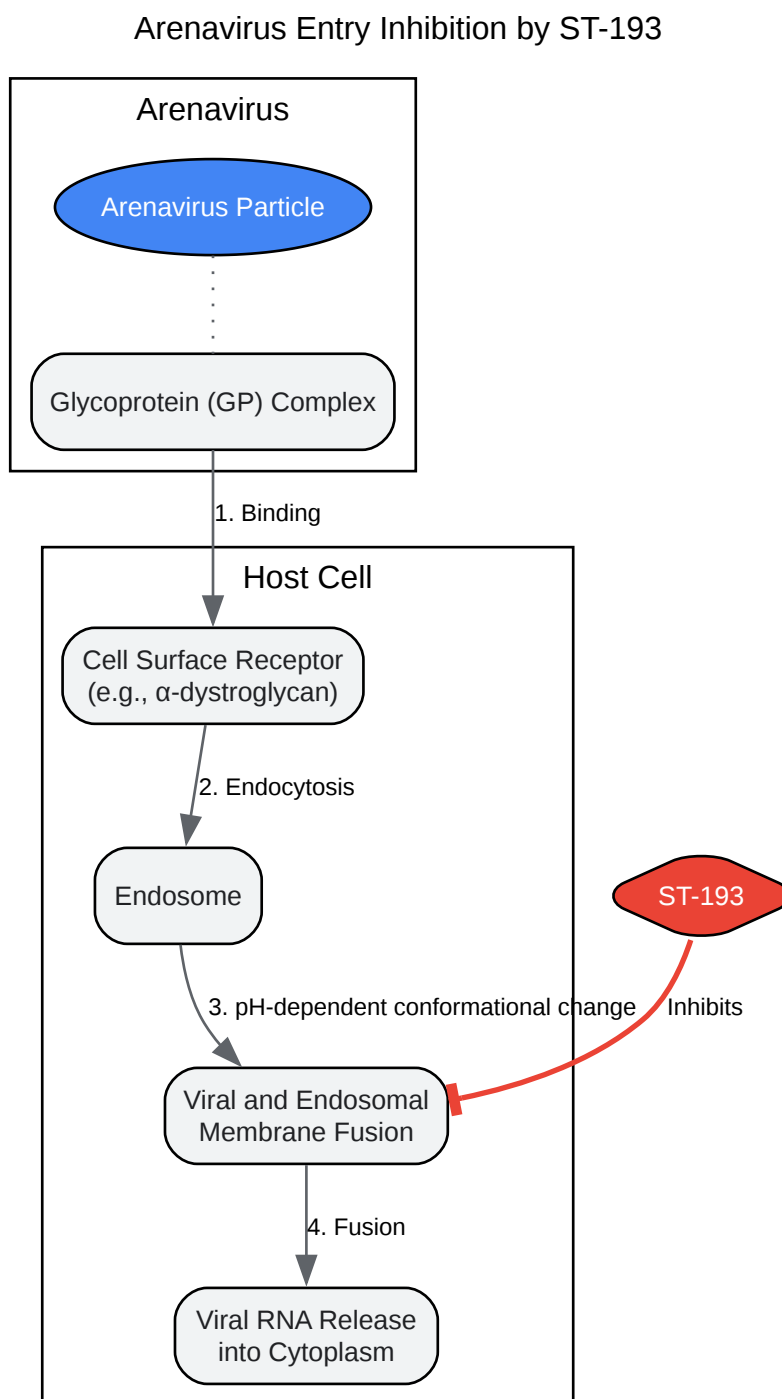 Arenavirus Entry Inhibition by ST-193
Arenavirus
Arenavirus Particle
Glycoprotein (GP) Complex
1. Binding
Host Cell
Cell Surface Receptor
(e.g., α-dystroglycan)
2. Endocytosis
Endosome
ST-193
3. pH-dependent conformational change
Inhibits
Viral and Endosomal
Membrane Fusion
4. Fusion
Viral RNA Release
into Cytoplasm